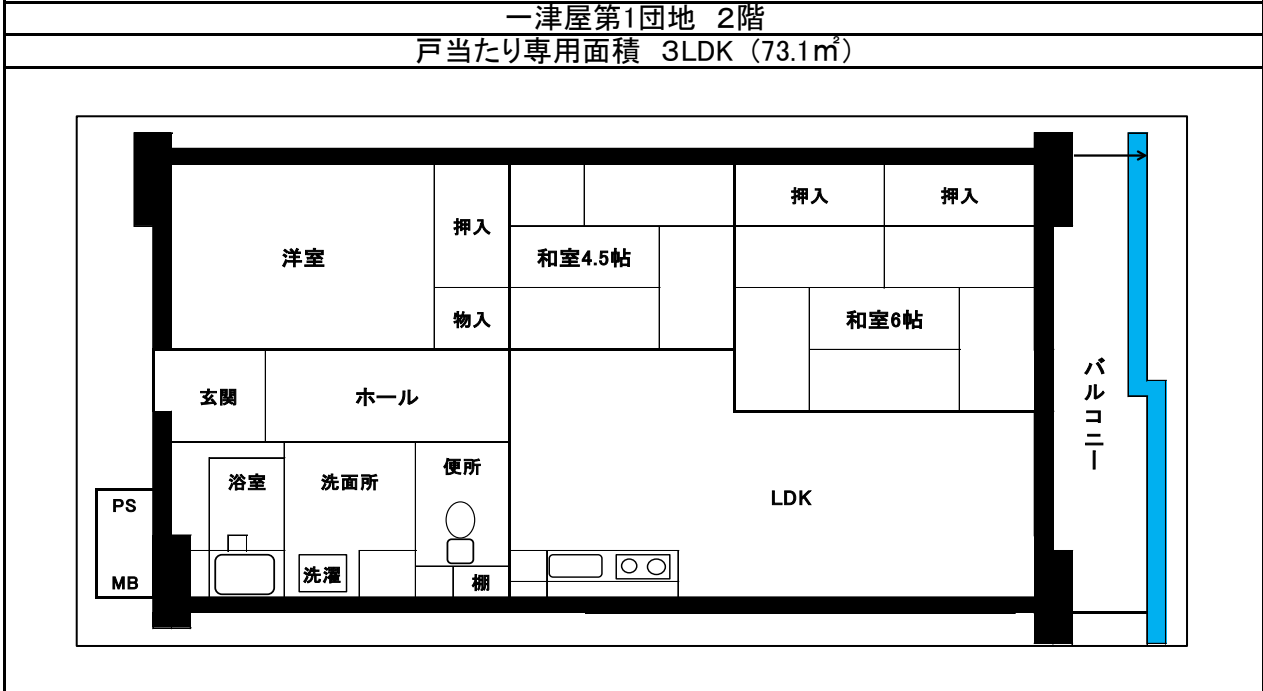 一津屋第1団地 2階
戸当たり専用面積 3LDK (73.1㎡)
押入
押入
押入
洋室
和室4.5帖
物入
和室6帖
玄関
ホール
バルコニー
浴室
洗面所
便所
LDK
PS
MB
洗濯
棚